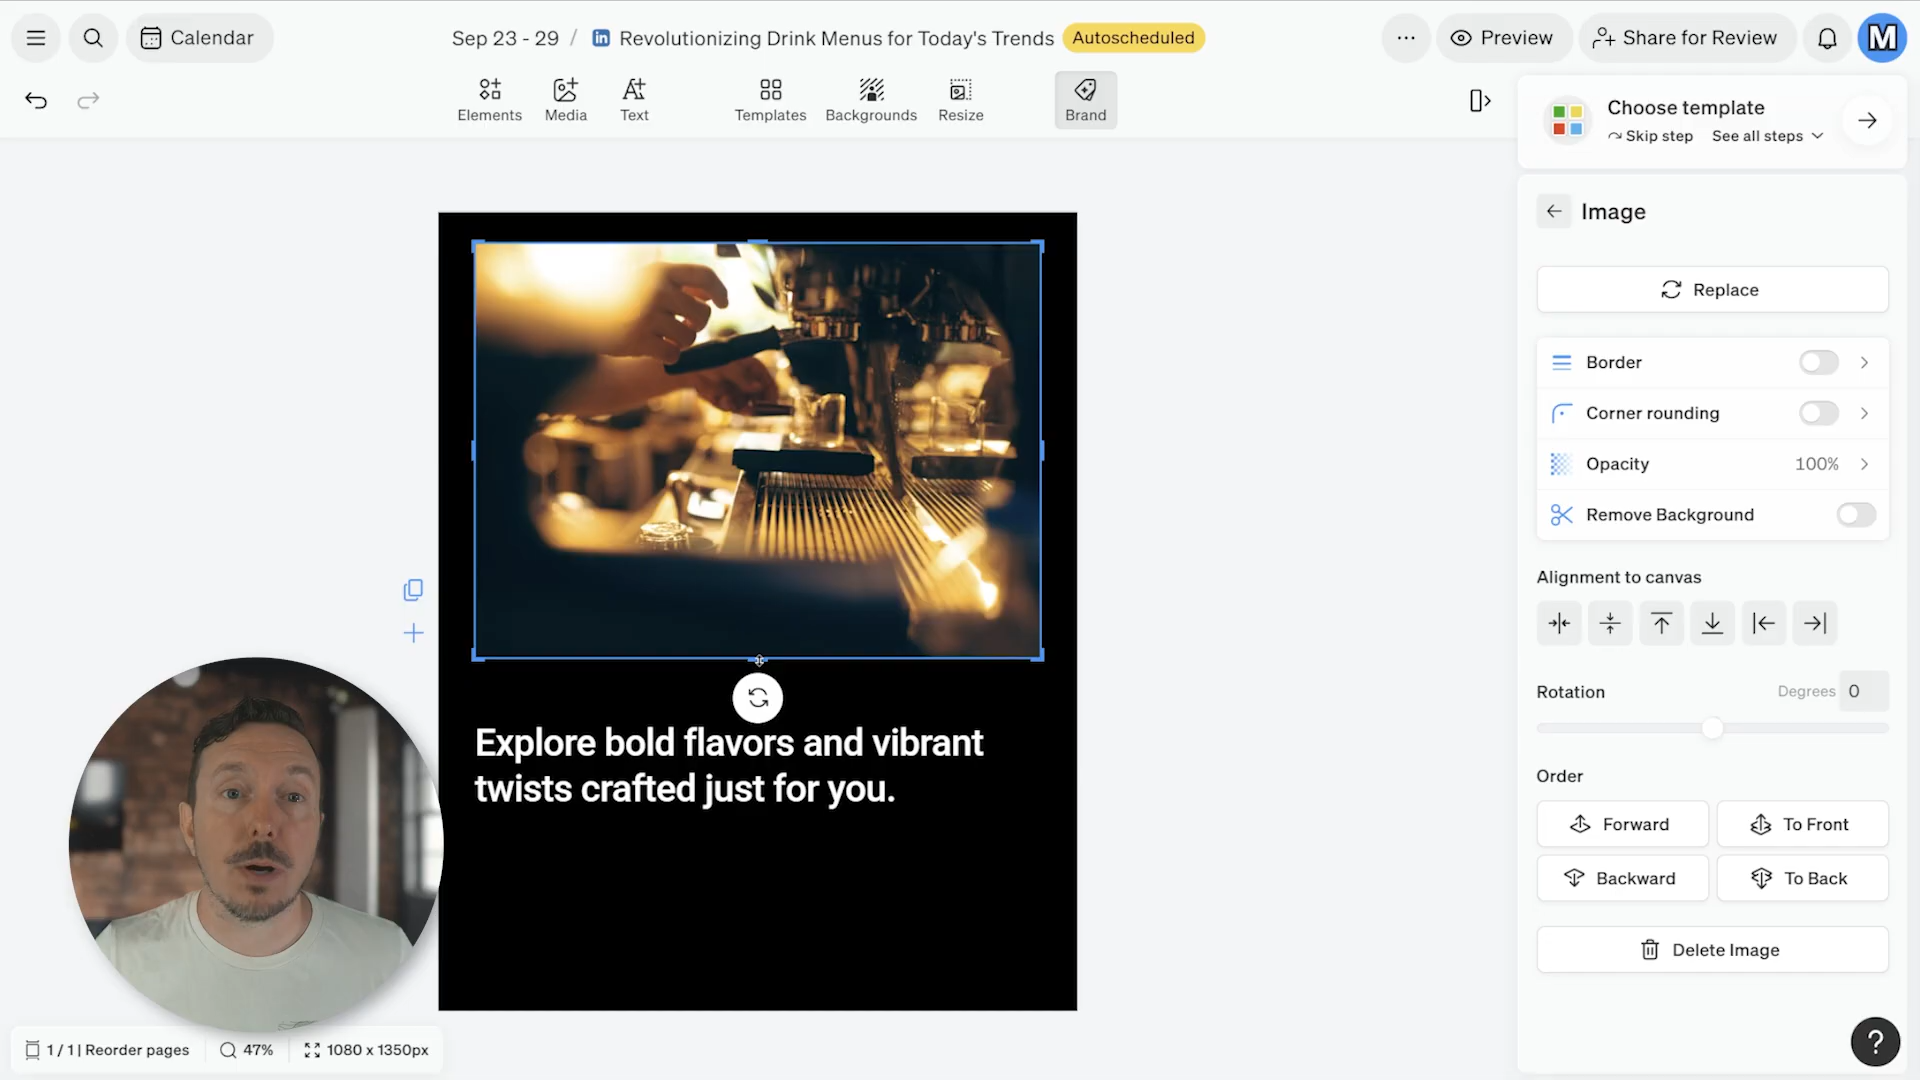 Calendar
Sep 23 - 29 / in Revolutionizing Drink Menus for Today's Trends Autoscheduled
Preview
Share for Review
M
Elements
Media
Text
Templates
Backgrounds
Resize
Brand
Choose template
Skip step See all steps
Image
Replace
Border
Corner rounding
Opacity 100%
Remove Background
Alignment to canvas
Rotation Degrees 0
Order
Forward
To Front
Backward
To Back
Delete Image
Explore bold flavors and vibrant
twists crafted just for you.
1 / 1 | Reorder pages
47%
1080 x 1350px
?